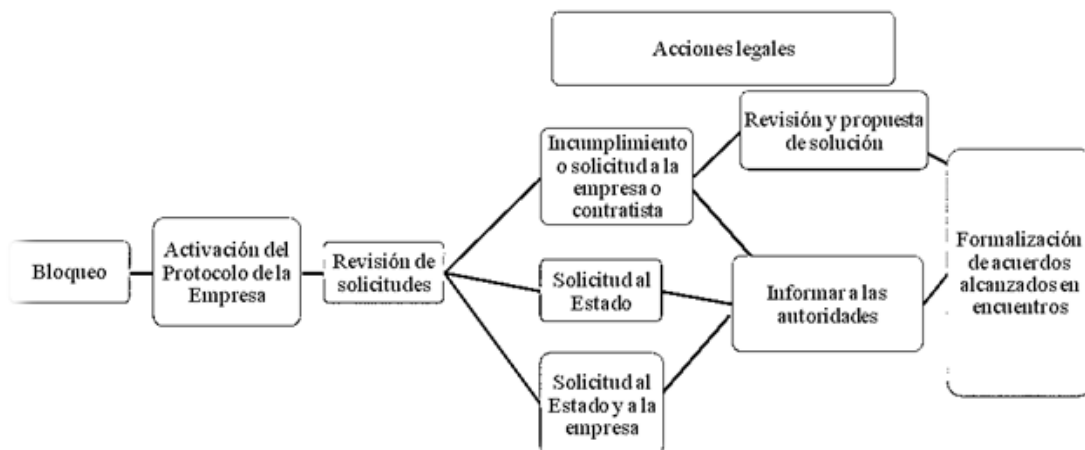 Acciones legales
Revisión y propuesta
de solución
Incumplimiento
o solicitud a la
empresa o
contratista
Formalización
de acuerdos
alcanzados en
encuentros
Activación del
Protocolo de la
Empresa
Bloqueo
Revisión de
solicitudes
Solicitud al
Estado
Informar a las
autoridades
Solicitud al
Estado y a la
empresa